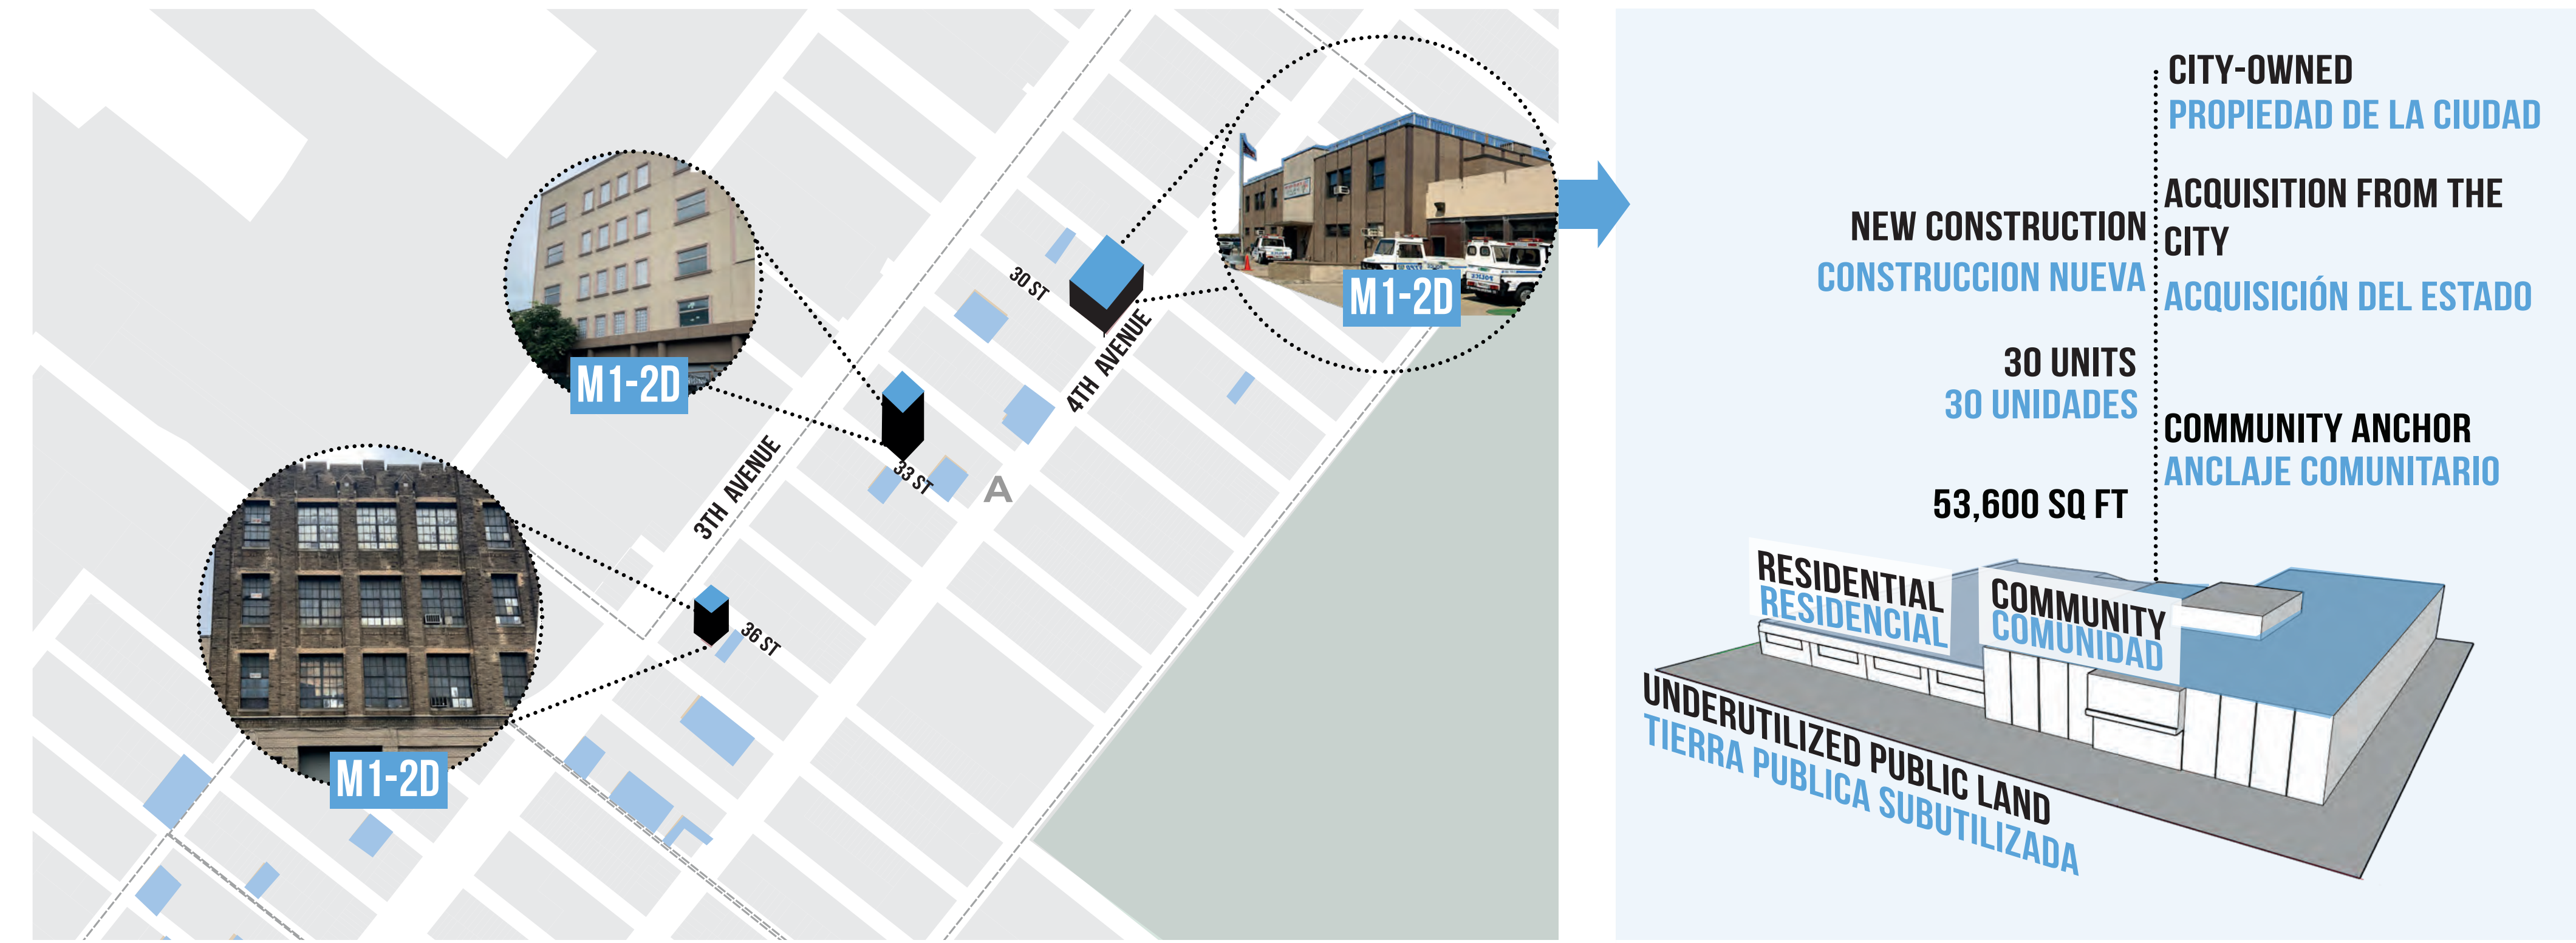 M1-2D
30 ST
4TH AVENUE
M1-2D
33 ST
A
3TH AVENUE
36 ST
M1-2D
CITY-OWNED
PROPIEDAD DE LA CIUDAD
ACQUISITION FROM THE
CITY
ACQUISICIÓN DEL ESTADO
NEW CONSTRUCTION
CONSTRUCCION NUEVA
30 UNITS
30 UNIDADES
COMMUNITY ANCHOR
ANCLAJE COMUNITARIO
53,600 SQ FT
RESIDENTIAL
RESIDENCIAL
COMMUNITY
COMUNIDAD
UNDERUTILIZED PUBLIC LAND
TIERRA PUBLICA SUBUTILIZADA